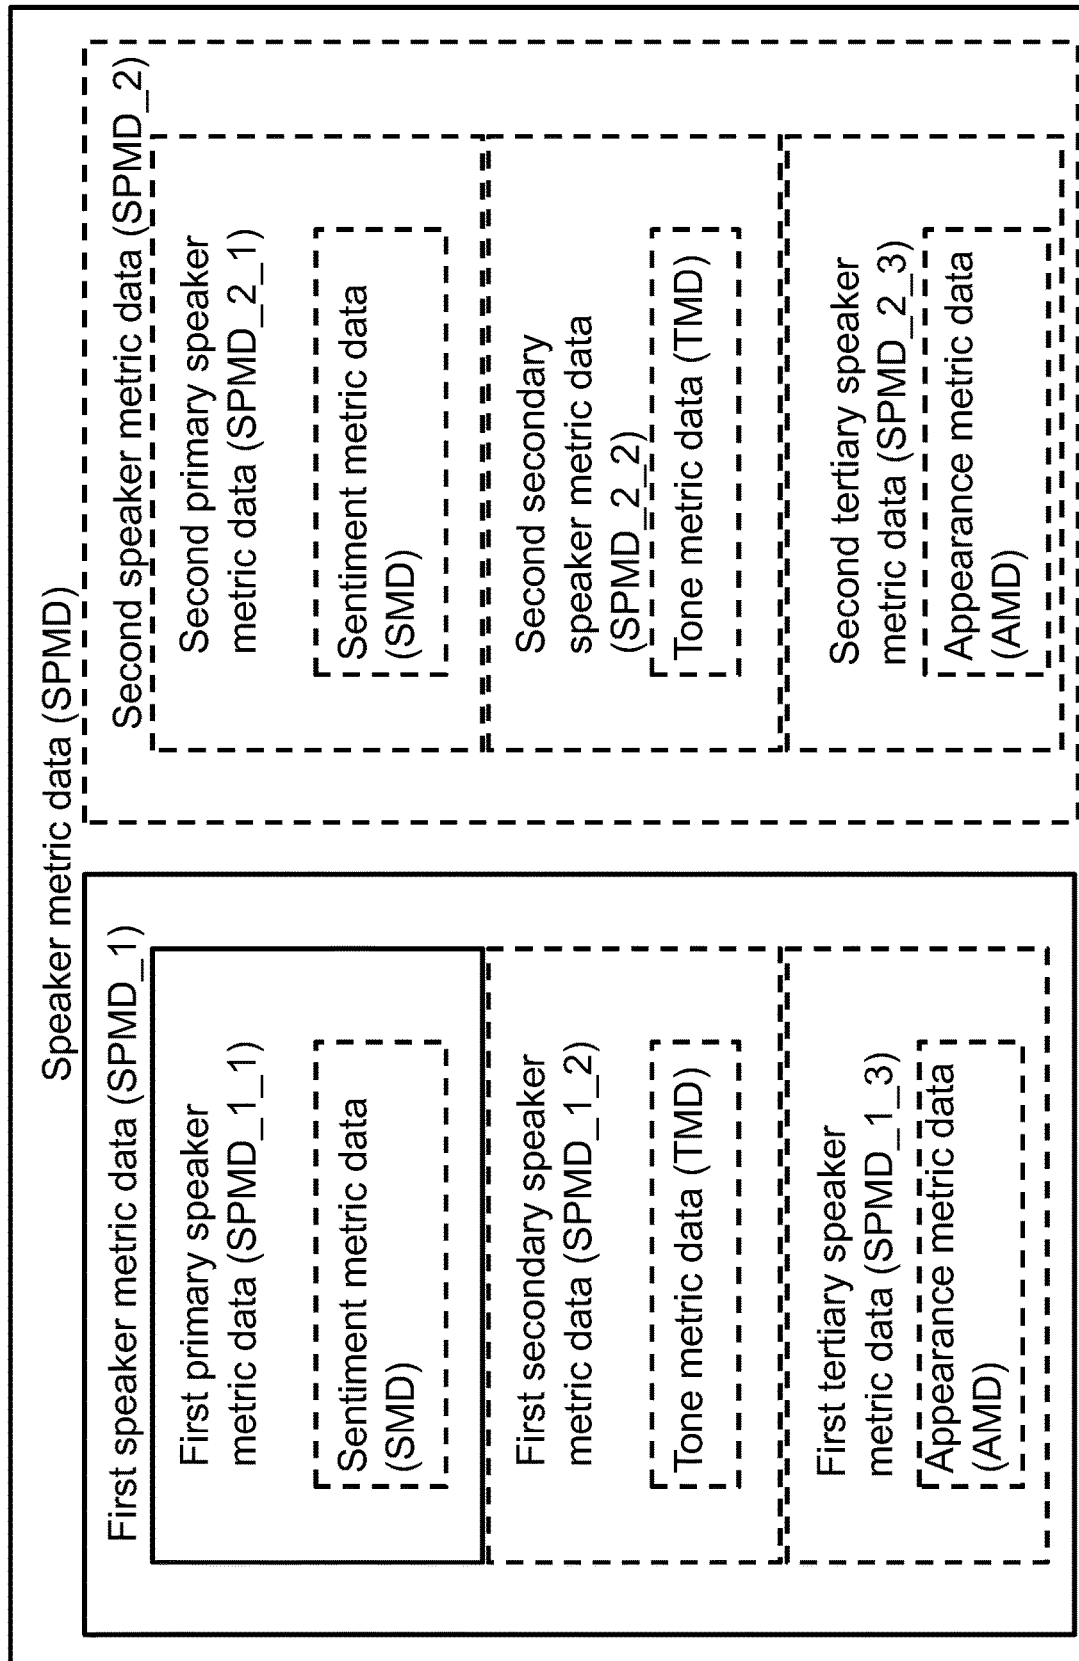 Speaker metric data (SPMD)
First speaker metric data (SPMD_1)
First primary speaker
metric data (SPMD_1_1)
Sentiment metric data
(SMD)
First secondary speaker
metric data (SPMD_1_2)
Tone metric data (TMD)
First tertiary speaker
metric data (SPMD_1_3)
Appearance metric data
(AMD)
Second speaker metric data (SPMD_2)
Second primary speaker
metric data (SPMD_2_1)
Sentiment metric data
(SMD)
Second secondary
speaker metric data
(SPMD_2_2)
Tone metric data (TMD)
Second tertiary speaker
metric data (SPMD_2_3)
Appearance metric data
(AMD)